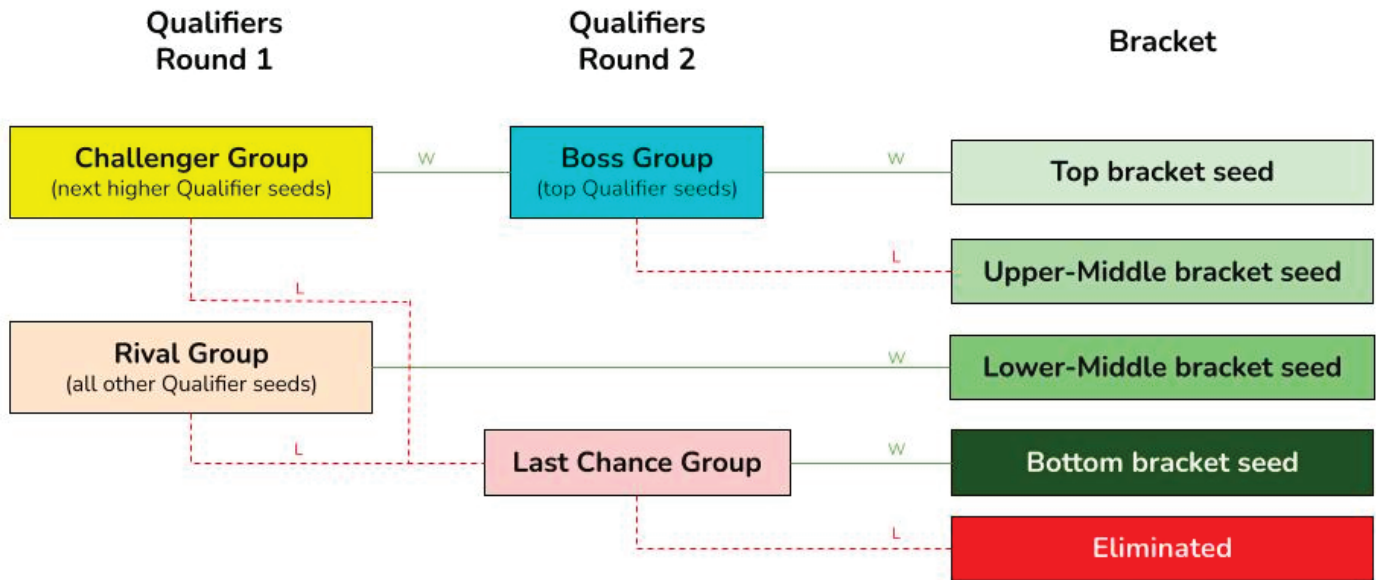 Qualifiers
Round 1
Qualifiers
Round 2
Bracket
Challenger Group
(next higher Qualifier seeds)
W
Boss Group
(top Qualifier seeds)
W
Top bracket seed
L
Upper-Middle bracket seed
L
Rival Group
(all other Qualifier seeds)
W
Lower-Middle bracket seed
L
Last Chance Group
W
Bottom bracket seed
L
Eliminated